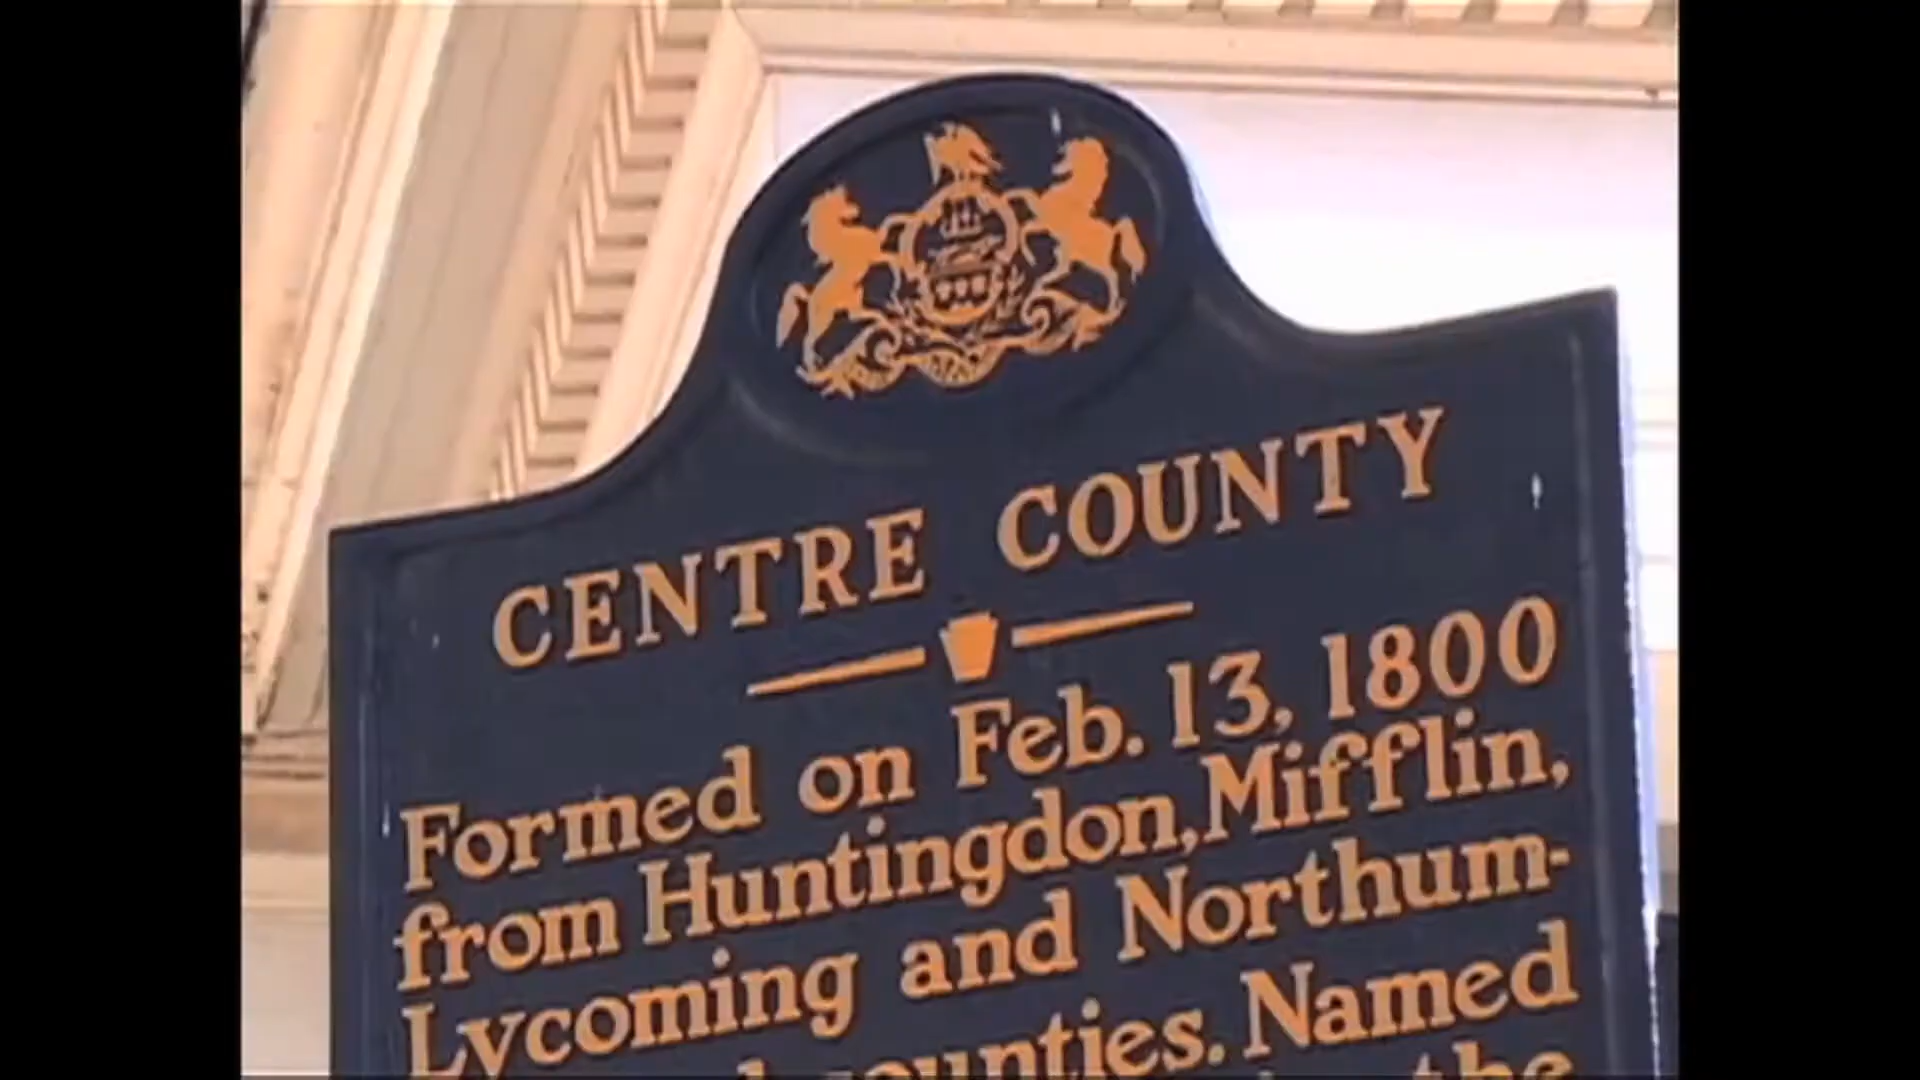 CENTRE COUNTY
Formed on Feb. 13, 1800
from Huntingdon, Mifflin,
Lycoming and Northum-
counties. Named
the